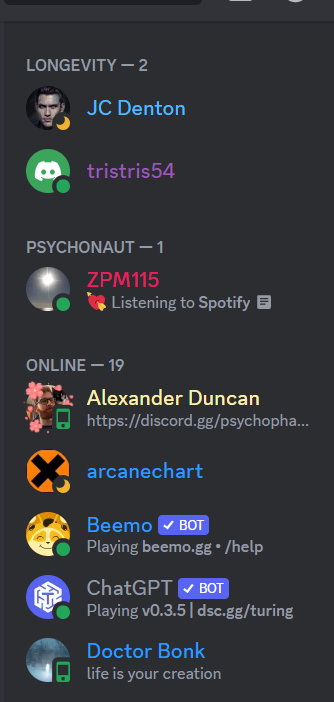 LONGEVITY — 2
JC Denton
tristris54
PSYCHONAUT — 1
ZPM115
💘 Listening to Spotify
ONLINE — 19
Alexander Duncan
https://discord.gg/psychopha...
arcanechart
Beemo ✓ BOT
Playing beemo.gg • /help
ChatGPT ✓ BOT
Playing v0.3.5 | dsc.gg/turing
Doctor Bonk
life is your creation